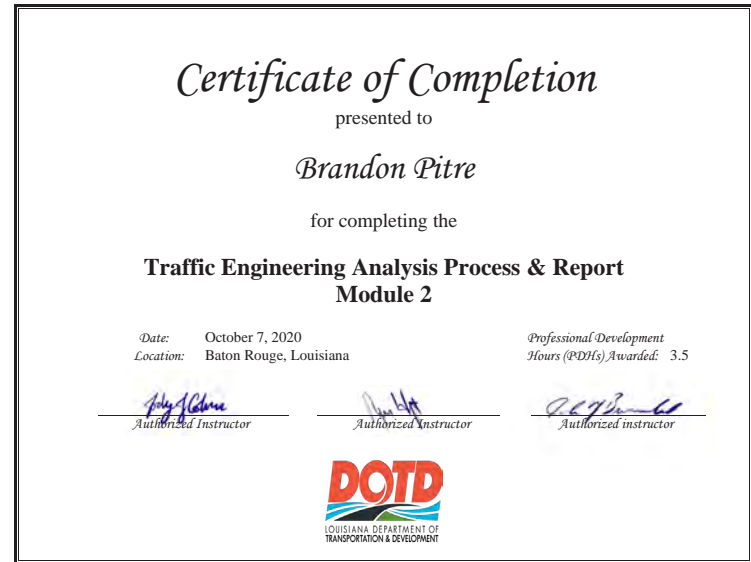 Certificate of Completion
presented to
Brandon Pitre
for completing the
Traffic Engineering Analysis Process & Report
Module 2
Date: October 7, 2020
Location: Baton Rouge, Louisiana
Professional Development
Hours (PDHs) Awarded: 3.5
Authorized Instructor
Authorized Instructor
Authorized instructor
DOTD
LOUISIANA DEPARTMENT OF
TRANSPORTATION & DEVELOPMENT